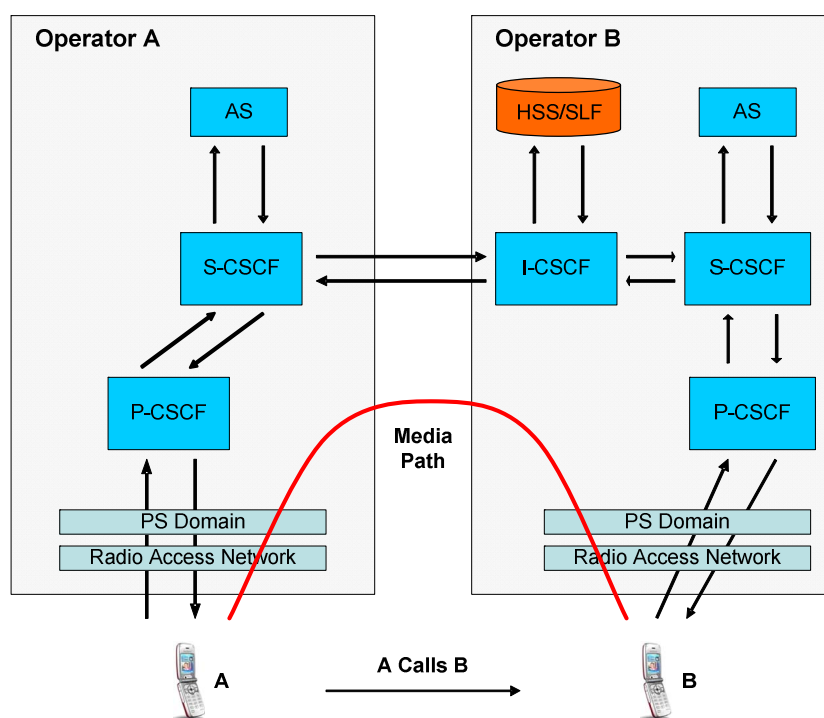 Operator A
Operator B
AS
HSS/SLF
AS
S-CSCF
I-CSCF
S-CSCF
P-CSCF
P-CSCF
Media
Path
PS Domain
PS Domain
Radio Access Network
Radio Access Network
A
A Calls B
B